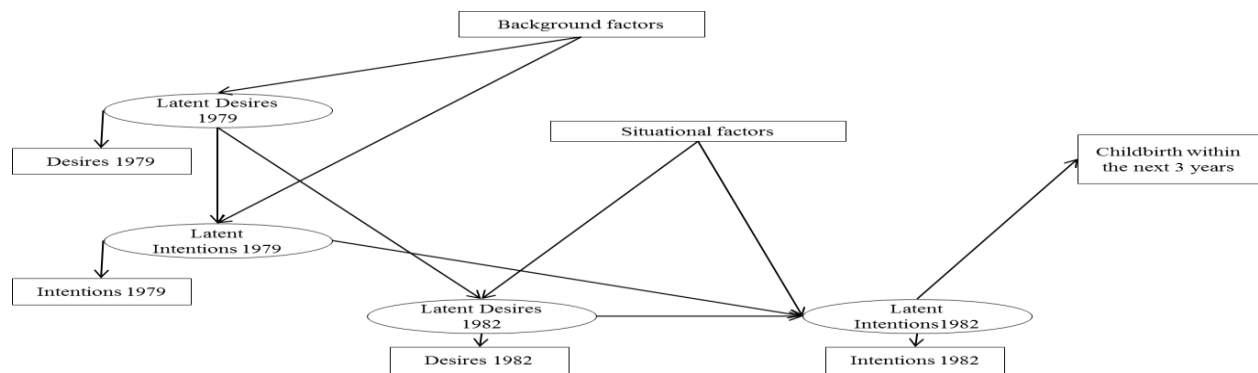 Background factors
Latent Desires
1979
Situational factors
Desires 1979
Childbirth within
the next 3 years
Latent
Intentions 1979
Intentions 1979
Latent Desires
1982
Latent
Intentions1982
Desires 1982
Intentions 1982